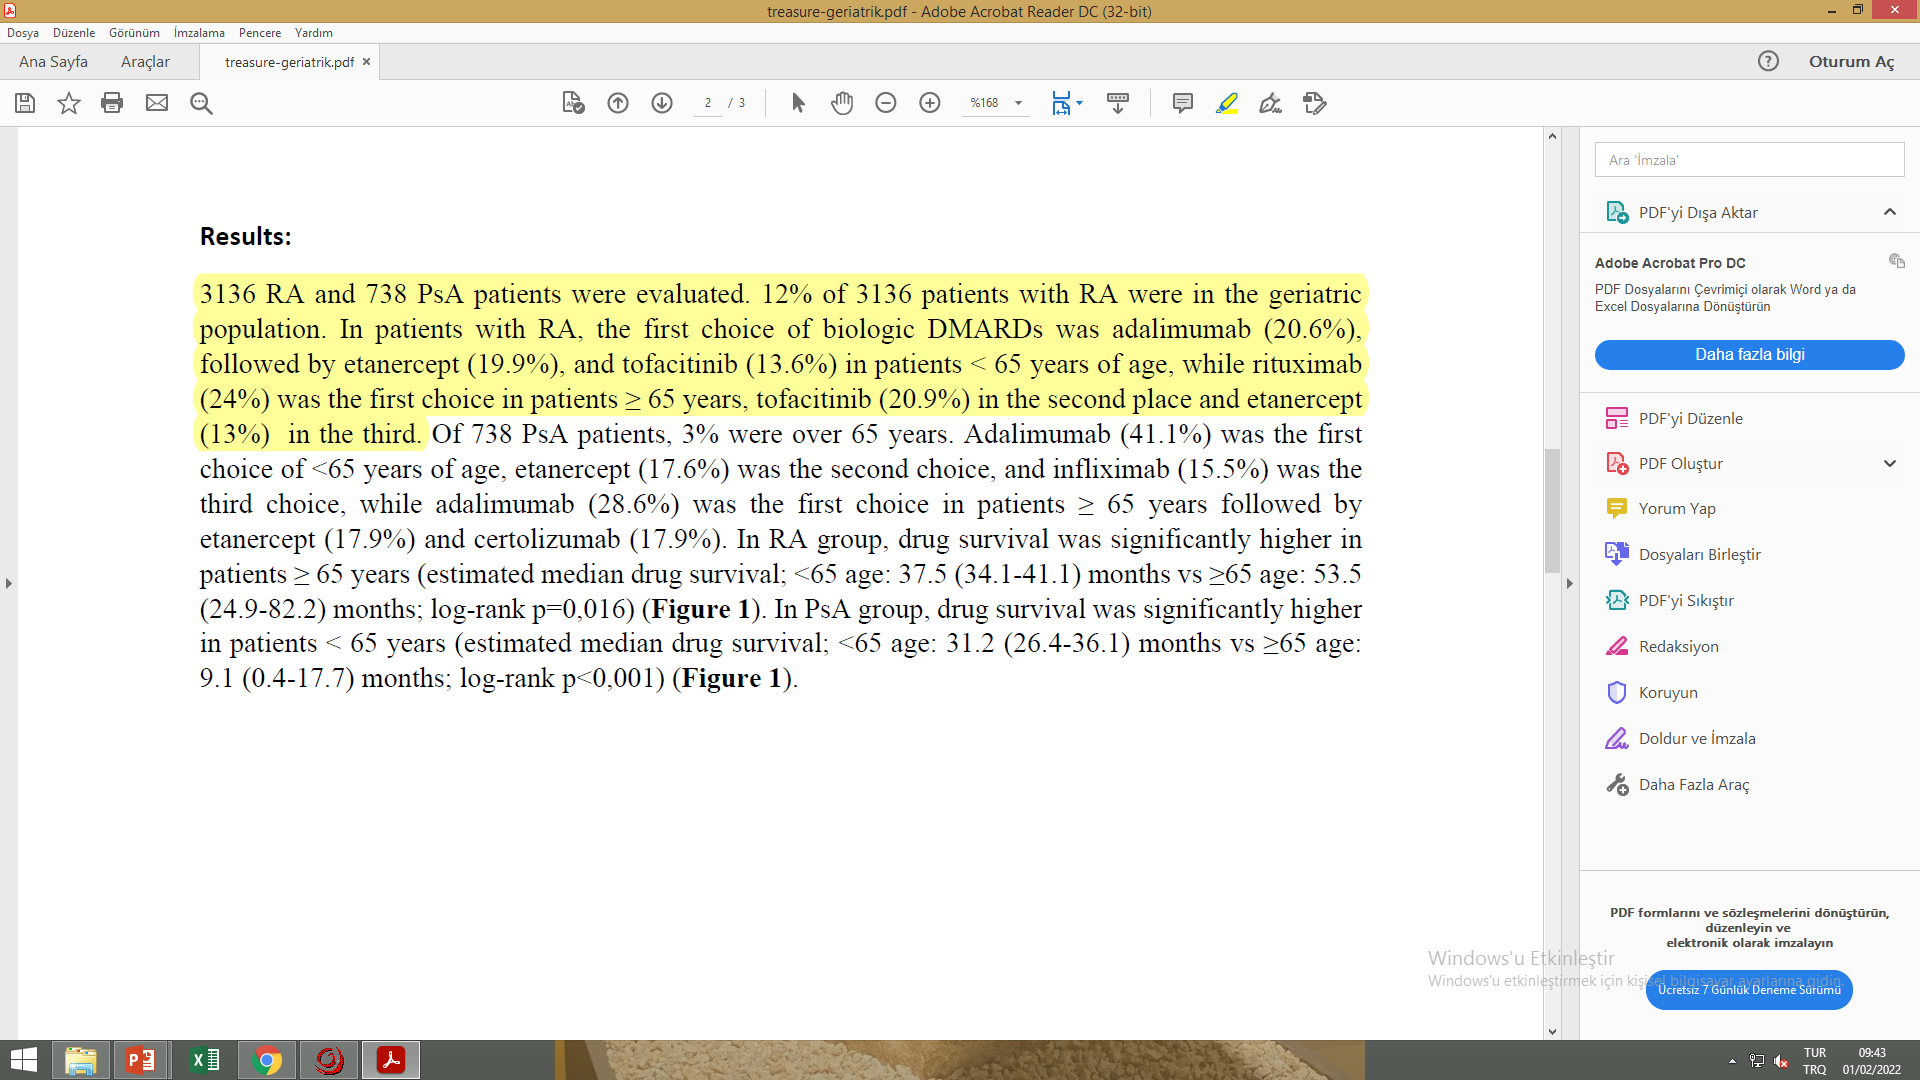 treasure-geriatrik.pdf - Adobe Acrobat Reader DC (32-bit)
Dosya Düzenle Görünüm İmzalama Pencere Yardım
Ana Sayfa Araçlar treasure-geriatrik.pdf × Oturum Aç
2 / 3 %168
Results:
3136 RA and 738 PsA patients were evaluated. 12% of 3136 patients with RA were in the geriatric
population. In patients with RA, the first choice of biologic DMARDs was adalimumab (20.6%),
followed by etanercept (19.9%), and tofacitinib (13.6%) in patients < 65 years of age, while rituximab
(24%) was the first choice in patients ≥ 65 years, tofacitinib (20.9%) in the second place and etanercept
(13%) in the third. Of 738 PsA patients, 3% were over 65 years. Adalimumab (41.1%) was the first
choice of <65 years of age, etanercept (17.6%) was the second choice, and infliximab (15.5%) was the
third choice, while adalimumab (28.6%) was the first choice in patients ≥ 65 years followed by
etanercept (17.9%) and certolizumab (17.9%). In RA group, drug survival was significantly higher in
patients ≥ 65 years (estimated median drug survival; <65 age: 37.5 (34.1-41.1) months vs ≥65 age: 53.5
(24.9-82.2) months; log-rank p=0,016) (Figure 1). In PsA group, drug survival was significantly higher
in patients < 65 years (estimated median drug survival; <65 age: 31.2 (26.4-36.1) months vs ≥65 age:
9.1 (0.4-17.7) months; log-rank p<0,001) (Figure 1).
Ara 'İmzala'
PDF'yi Dışa Aktar
Adobe Acrobat Pro DC
PDF Dosyalarını Çevrimiçi olarak Word ya da
Excel Dosyalarına Dönüştürün
Daha fazla bilgi
PDF'yi Düzenle
PDF Oluştur
Yorum Yap
Dosyaları Birleştir
PDF'yi Sıkıştır
Redaksiyon
Koruyun
Doldur ve İmzala
Daha Fazla Araç
PDF formlarını ve sözleşmelerini dönüştürün,
düzenleyin ve
elektronik olarak imzalayın
Windows'u Etkinleştir
Windows'u etkinleştirmek için kişisel bilgisayar ayarlarına gidin.
Ücretsiz 7 Günlük Deneme Sürümü
TUR 09:43
TRQ 01/02/2022